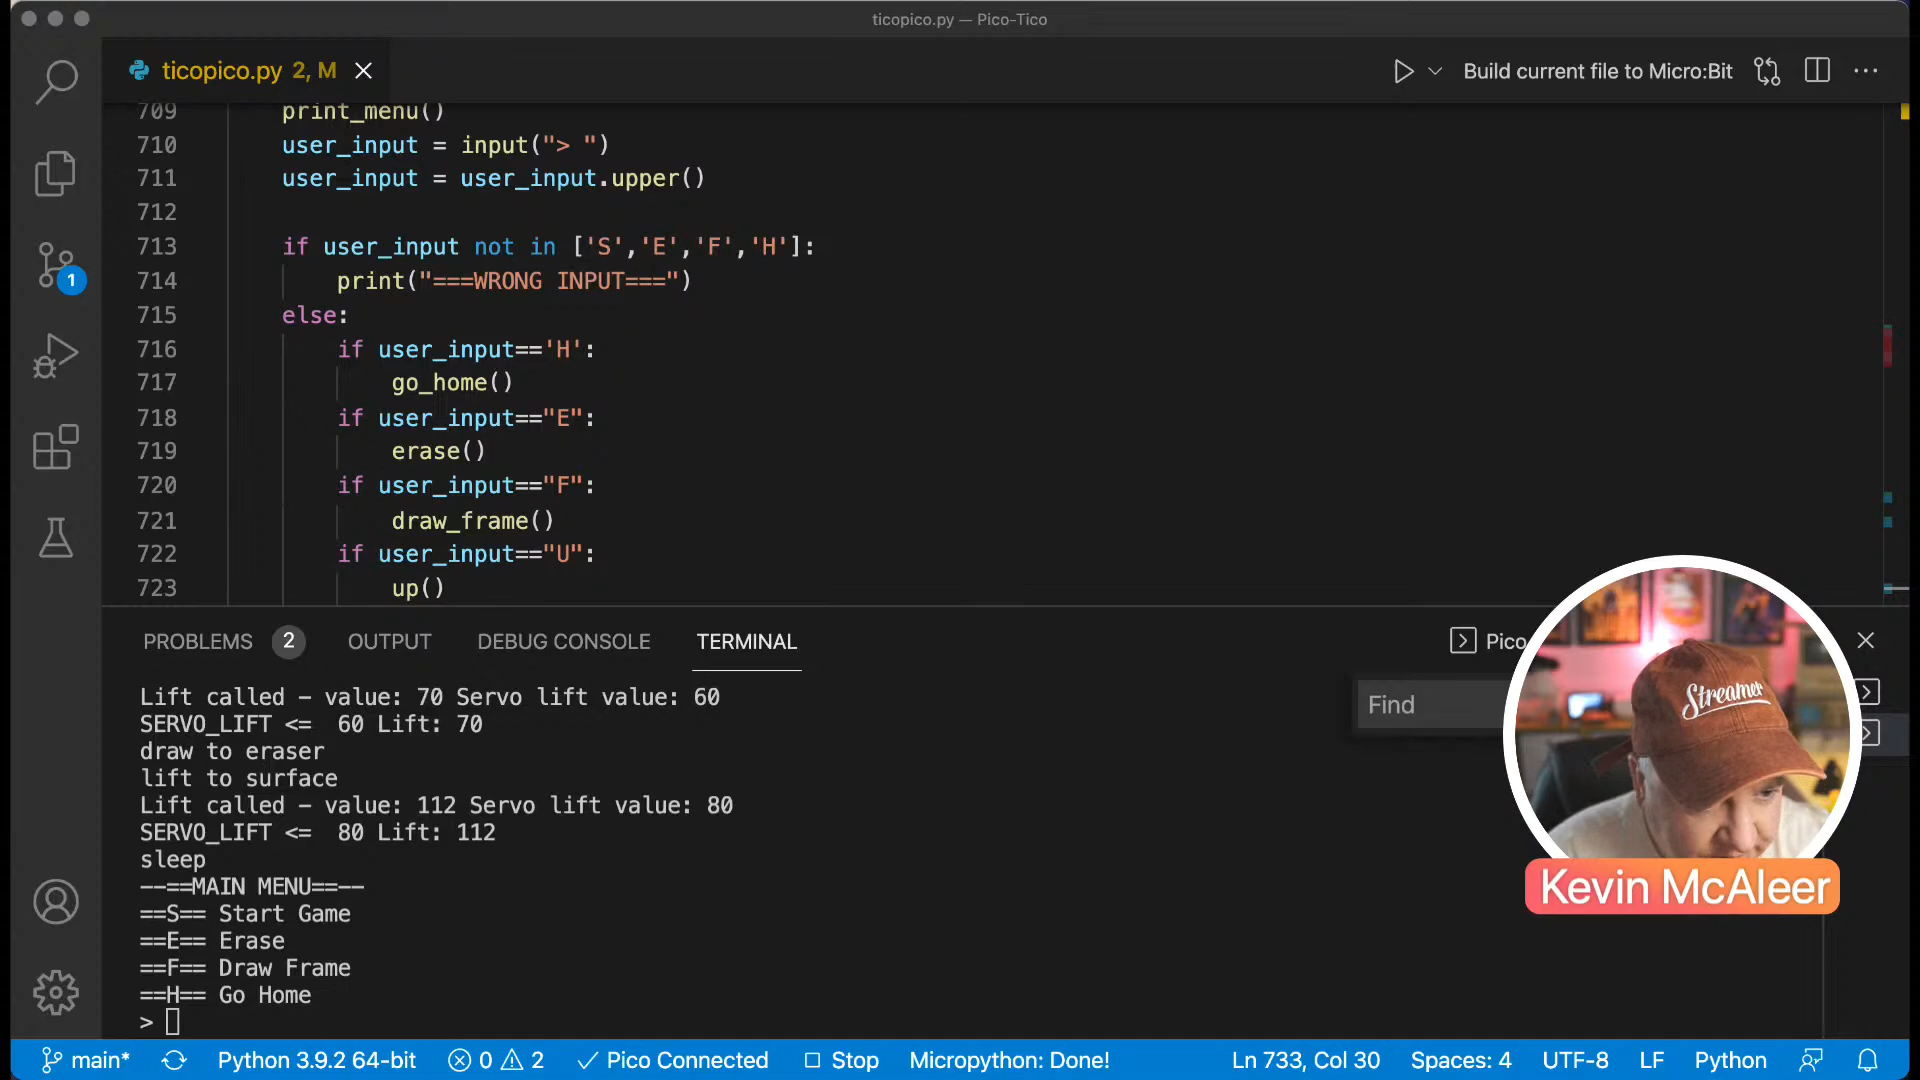 ticopico.py — Pico-Tico
ticopico.py 2, M
Build current file to Micro:Bit
709 print_menu()
710 user_input = input("> ")
711 user_input = user_input.upper()
712
713 if user_input not in ['S','E','F','H']:
714 print("===WRONG INPUT===")
715 else:
716 if user_input=='H':
717 go_home()
718 if user_input=="E":
719 erase()
720 if user_input=="F":
721 draw_frame()
722 if user_input=="U":
723 up()
1
PROBLEMS 2 OUTPUT DEBUG CONSOLE TERMINAL
Pico
Find
Lift called – value: 70 Servo lift value: 60
SERVO_LIFT <=  60 Lift: 70
draw to eraser
lift to surface
Lift called – value: 112 Servo lift value: 80
SERVO_LIFT <=  80 Lift: 112
sleep
--==MAIN MENU==--
==S== Start Game
==E== Erase
==F== Draw Frame
==H== Go Home
>
Streamer
Kevin McAleer
main* Python 3.9.2 64-bit 0 2 Pico Connected Stop Micropython: Done! Ln 733, Col 30 Spaces: 4 UTF-8 LF Python